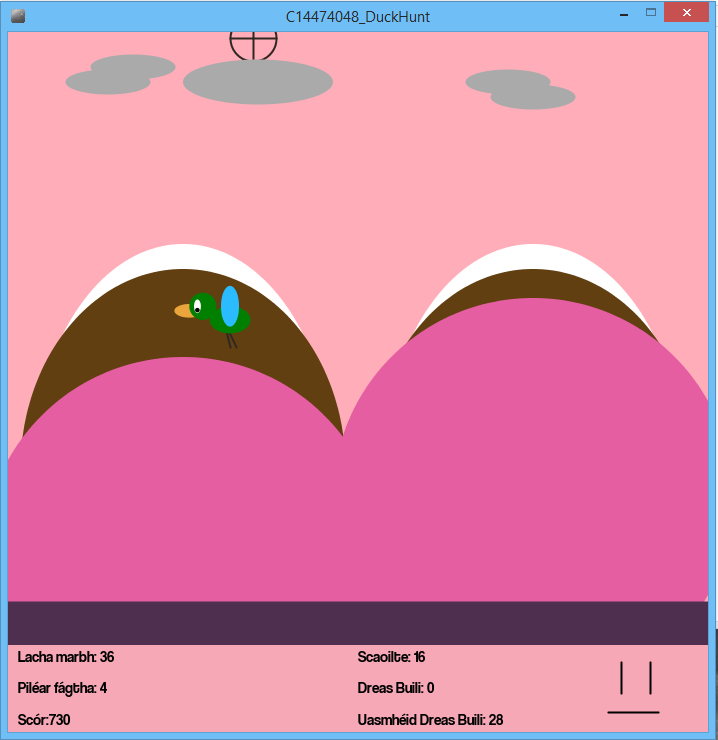 C14474048_DuckHunt
Lacha marbh: 36
Scaoilte: 16
Piléar fágtha: 4
Dreas Buili: 0
Scór:730
Uasmhéid Dreas Buili: 28